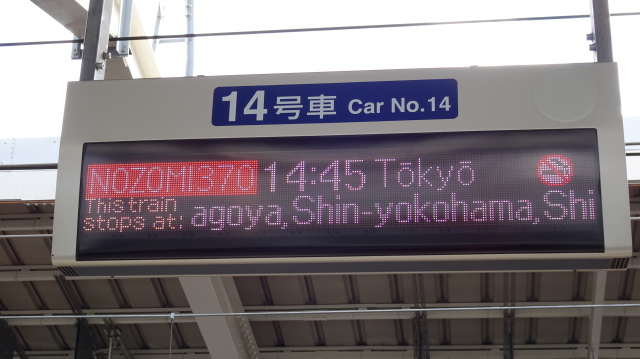 14号車 Car No.14
NOZOMI370 14:45 Tōkyō
This train
stops at: agoya,Shin-yokohama,Shi